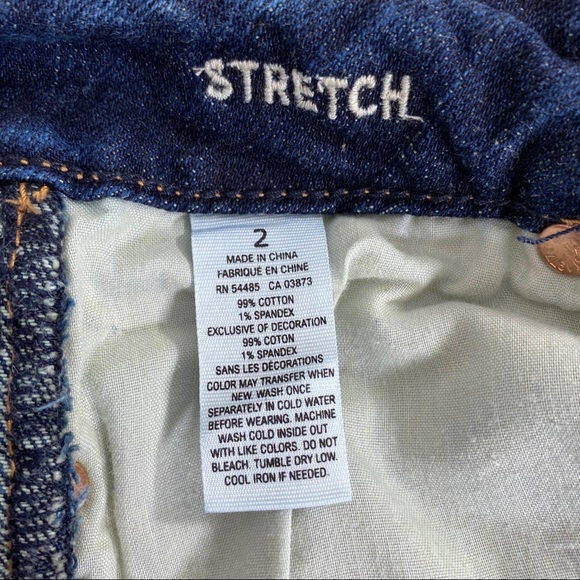 STRETCH
2
MADE IN CHINA
FABRIQUÉ EN CHINE
RN 54485 CA 03873
99% COTTON
1% SPANDEX
EXCLUSIVE OF DECORATION
99% COTON
1% SPANDEX
SANS LES DÉCORATIONS
COLOR MAY TRANSFER WHEN
NEW. WASH ONCE
SEPARATELY IN COLD WATER
BEFORE WEARING. MACHINE
WASH COLD INSIDE OUT
WITH LIKE COLORS. DO NOT
BLEACH. TUMBLE DRY LOW.
COOL IRON IF NEEDED.